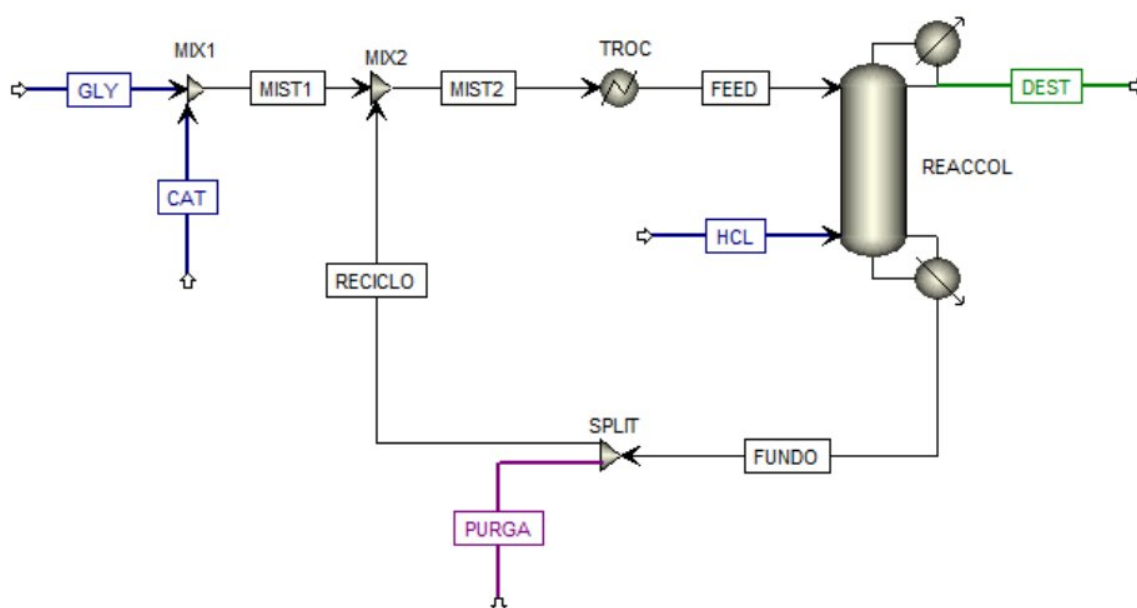 MIX1
MIX2
TROC
GLY
MIST1
MIST2
FEED
DEST
REACCOL
CAT
HCL
RECICLO
SPLIT
FUNDO
PURGA